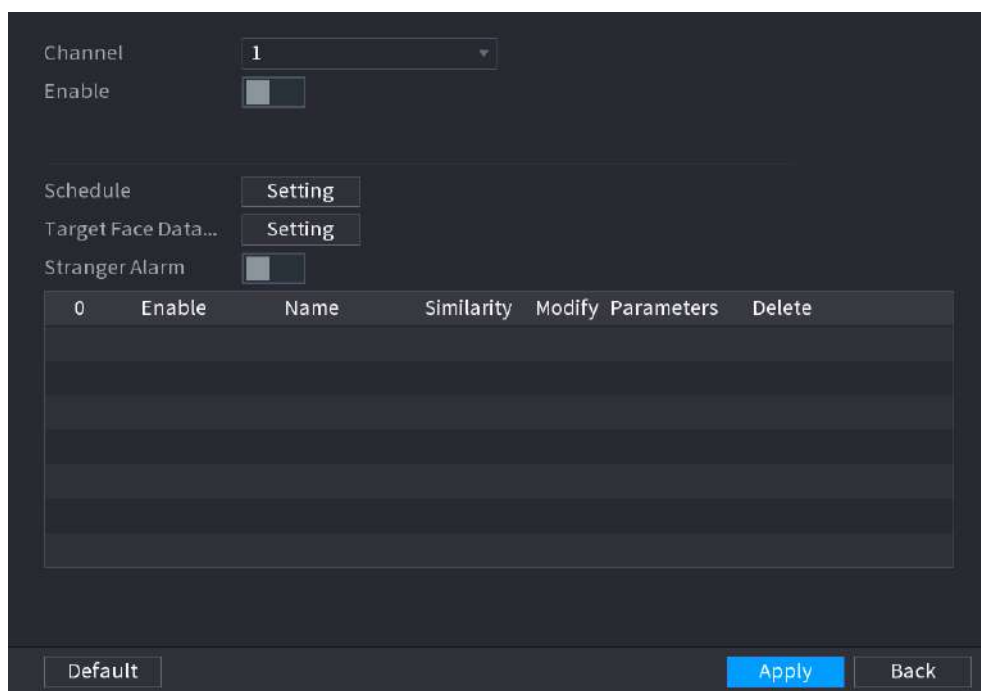 Channel 1
Enable
Schedule Setting
Target Face Data... Setting
Stranger Alarm
0 Enable Name Similarity Modify Parameters Delete
Default Apply Back